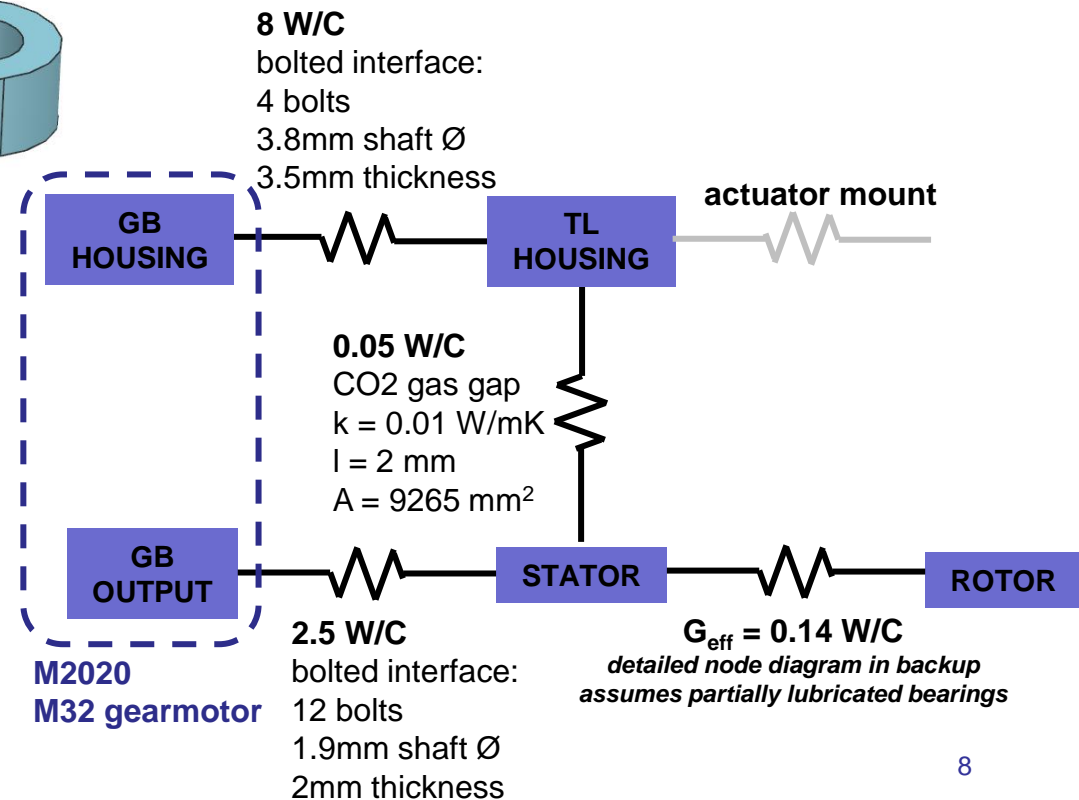 8 W/C
bolted interface:
4 bolts
3.8mm shaft Ø
3.5mm thickness
actuator mount
GB
HOUSING
TL
HOUSING
0.05 W/C
CO2 gas gap
k = 0.01 W/mK
l = 2 mm
A = 9265 mm²
GB
OUTPUT
STATOR
ROTOR
M2020
M32 gearmotor
2.5 W/C
bolted interface:
12 bolts
1.9mm shaft Ø
2mm thickness
G_eff = 0.14 W/C
detailed node diagram in backup
assumes partially lubricated bearings
8